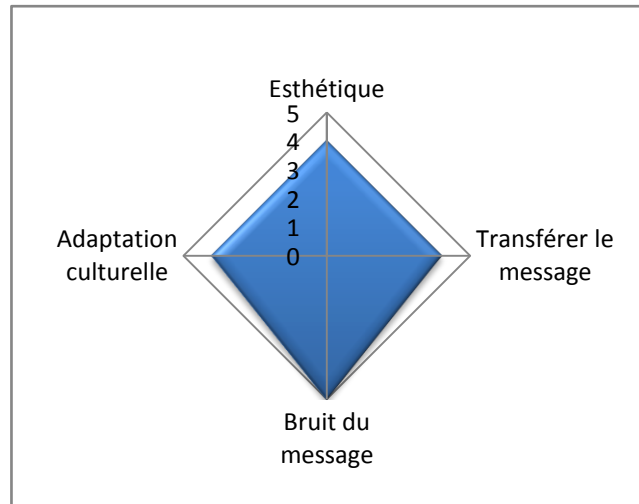 Esthétique
5
4
3
2
1
0
Adaptation
culturelle
Transférer le
message
Bruit du
message